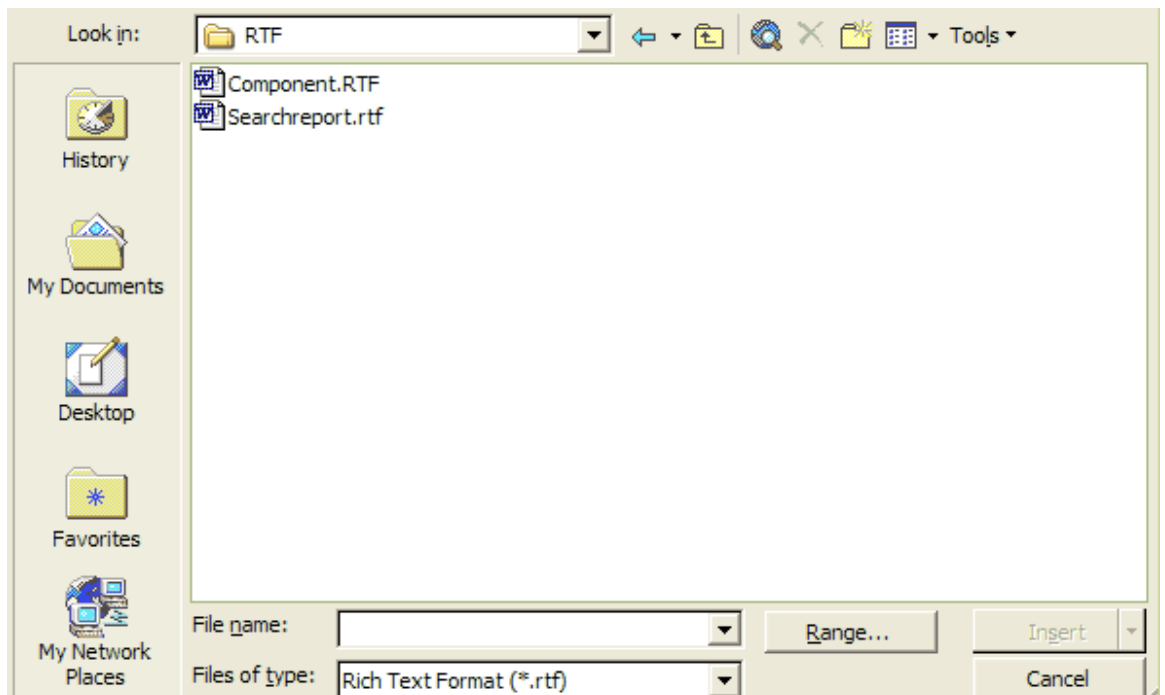 Look in:
RTF
Tools
Component.RTF
Searchreport.rtf
History
My Documents
Desktop
Favorites
My Network
Places
File name:
Range...
Insert
Files of type:
Rich Text Format (*.rtf)
Cancel